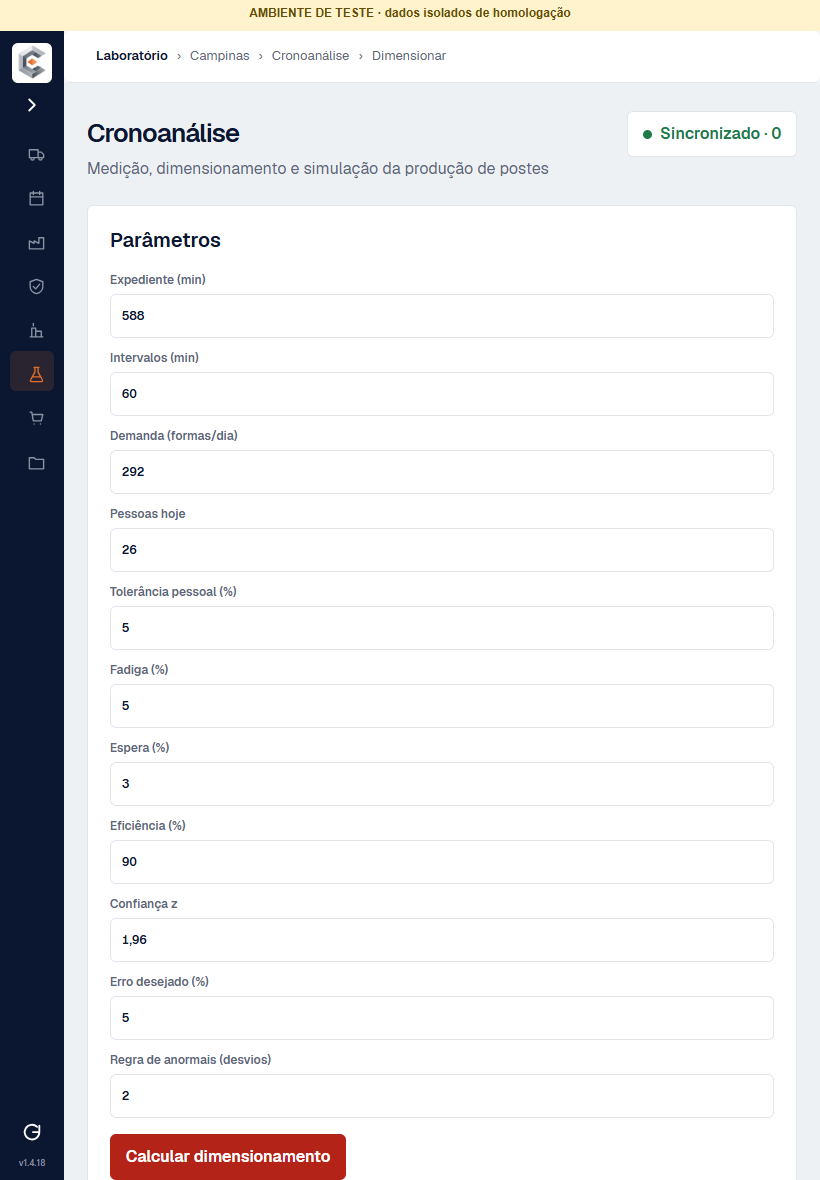 AMBIENTE DE TESTE · dados isolados de homologação
Laboratório › Campinas › Cronoanálise › Dimensionar
Cronoanálise
Sincronizado · 0
Medição, dimensionamento e simulação da produção de postes
Parâmetros
Expediente (min)
588
Intervalos (min)
60
Demanda (formas/dia)
292
Pessoas hoje
26
Tolerância pessoal (%)
5
Fadiga (%)
5
Espera (%)
3
Eficiência (%)
90
Confiança z
1,96
Erro desejado (%)
5
Regra de anormais (desvios)
2
Calcular dimensionamento
v1.4.18